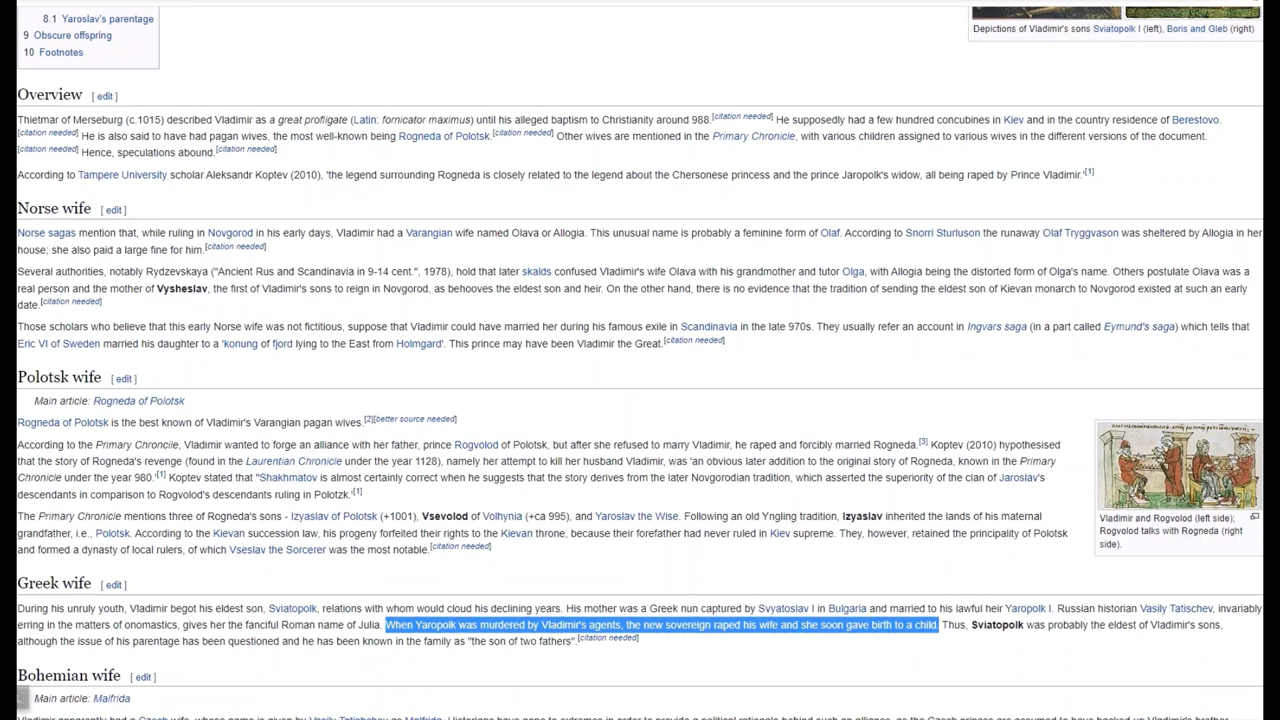 8.1 Yaroslav's parentage
9 Obscure offspring
10 Footnotes
Depictions of Vladimir's sons Sviatopolk I (left), Boris and Gleb (right)
Overview [ edit ]
Thietmar of Merseburg (c.1015) described Vladimir as a great profligate (Latin: fornicator maximus) until his alleged baptism to Christianity around 988.[citation needed] He supposedly had a few hundred concubines in Kiev and in the country residence of Berestovo.
[citation needed] He is also said to have had pagan wives, the most well-known being Rogneda of Polotsk.[citation needed] Other wives are mentioned in the Primary Chronicle, with various children assigned to various wives in the different versions of the document.
[citation needed] Hence, speculations abound.[citation needed]
According to Tampere University scholar Aleksandr Koptev (2010), 'the legend surrounding Rogneda is closely related to the legend about the Chersonese princess and the prince Jaropolk's widow, all being raped by Prince Vladimir.'[1]
Norse wife [ edit ]
Norse sagas mention that, while ruling in Novgorod in his early days, Vladimir had a Varangian wife named Olava or Allogia. This unusual name is probably a feminine form of Olaf. According to Snorri Sturluson the runaway Olaf Tryggvason was sheltered by Allogia in her
house; she also paid a large fine for him.[citation needed]
Several authorities, notably Rydzevskaya ("Ancient Rus and Scandinavia in 9-14 cent.", 1978), hold that later skalds confused Vladimir's wife Olava with his grandmother and tutor Olga, with Allogia being the distorted form of Olga's name. Others postulate Olava was a
real person and the mother of Vysheslav, the first of Vladimir's sons to reign in Novgorod, as behooves the eldest son and heir. On the other hand, there is no evidence that the tradition of sending the eldest son of Kievan monarch to Novgorod existed at such an early
date.[citation needed]
Those scholars who believe that this early Norse wife was not fictitious, suppose that Vladimir could have married her during his famous exile in Scandinavia in the late 970s. They usually refer an account in Ingvars saga (in a part called Eymund's saga) which tells that
Eric VI of Sweden married his daughter to a 'konung of fjord lying to the East from Holmgard'. This prince may have been Vladimir the Great.[citation needed]
Polotsk wife [ edit ]
Main article: Rogneda of Polotsk
Rogneda of Polotsk is the best known of Vladimir's Varangian pagan wives.[2][better source needed]
According to the Primary Chronciile, Vladimir wanted to forge an alliance with her father, prince Rogvolod of Polotsk, but after she refused to marry Vladimir, he raped and forcibly married Rogneda.[3] Koptev (2010) hypothesised
that the story of Rogneda's revenge (found in the Laurentian Chronicle under the year 1128), namely her attempt to kill her husband Vladimir, was 'an obvious later addition to the original story of Rogneda, known in the Primary
Chronicle under the year 980.'[1] Koptev stated that "Shakhmatov is almost certainly correct when he suggests that the story derives from the later Novgorodian tradition, which asserted the superiority of the clan of Jaroslav's
descendants in comparison to Rogvolod's descendants ruling in Polotzk.'[1]
The Primary Chronicle mentions three of Rogneda's sons - Izyaslav of Polotsk (+1001), Vsevolod of Volhynia (+ca 995), and Yaroslav the Wise. Following an old Yngling tradition, Izyaslav inherited the lands of his maternal
grandfather, i.e., Polotsk. According to the Kievan succession law, his progeny forfeited their rights to the Kievan throne, because their forefather had never ruled in Kiev supreme. They, however, retained the principality of Polotsk
and formed a dynasty of local rulers, of which Vseslav the Sorcerer was the most notable.[citation needed]
Vladimir and Rogvolod (left side);
Rogvolod talks with Rogneda (right
side).
Greek wife [ edit ]
During his unruly youth, Vladimir begot his eldest son, Sviatopolk, relations with whom would cloud his declining years. His mother was a Greek nun captured by Svyatoslav I in Bulgaria and married to his lawful heir Yaropolk I. Russian historian Vasily Tatischev, invariably
erring in the matters of onomastics, gives her the fanciful Roman name of Julia. When Yaropolk was murdered by Vladimir's agents, the new sovereign raped his wife and she soon gave birth to a child. Thus, Sviatopolk was probably the eldest of Vladimir's sons,
although the issue of his parentage has been questioned and he has been known in the family as "the son of two fathers".[citation needed]
Bohemian wife [ edit ]
Main article: Malfrida